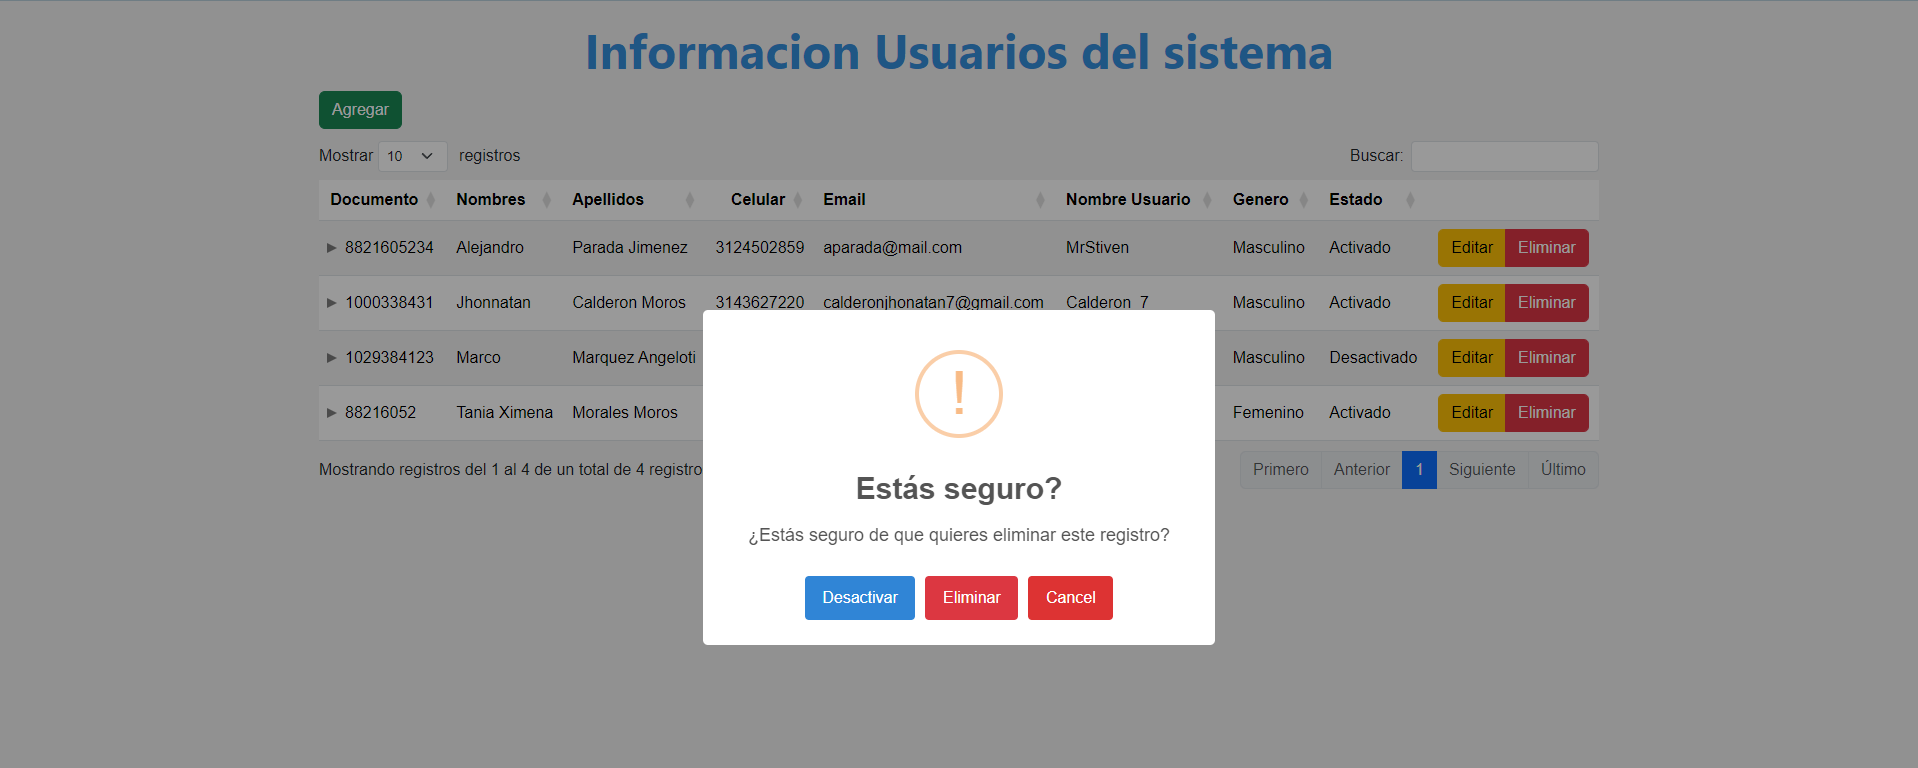 Informacion Usuarios del sistema
Agregar
Mostrar 10 registros Buscar:
Documento Nombres Apellidos Celular Email Nombre Usuario Genero Estado
8821605234 Alejandro Parada Jimenez 3124502859 aparada@mail.com MrStiven Masculino Activado Editar Eliminar
1000338431 Jhonnatan Calderon Moros 3143627220 calderonjhonatan7@gmail.com Calderon_7 Masculino Activado Editar Eliminar
1029384123 Marco Marquez Angeloti Masculino Desactivado Editar Eliminar
88216052 Tania Ximena Morales Moros Femenino Activado Editar Eliminar
Mostrando registros del 1 al 4 de un total de 4 registro
Primero Anterior 1 Siguiente Último
!
Estás seguro?
¿Estás seguro de que quieres eliminar este registro?
Desactivar Eliminar Cancel